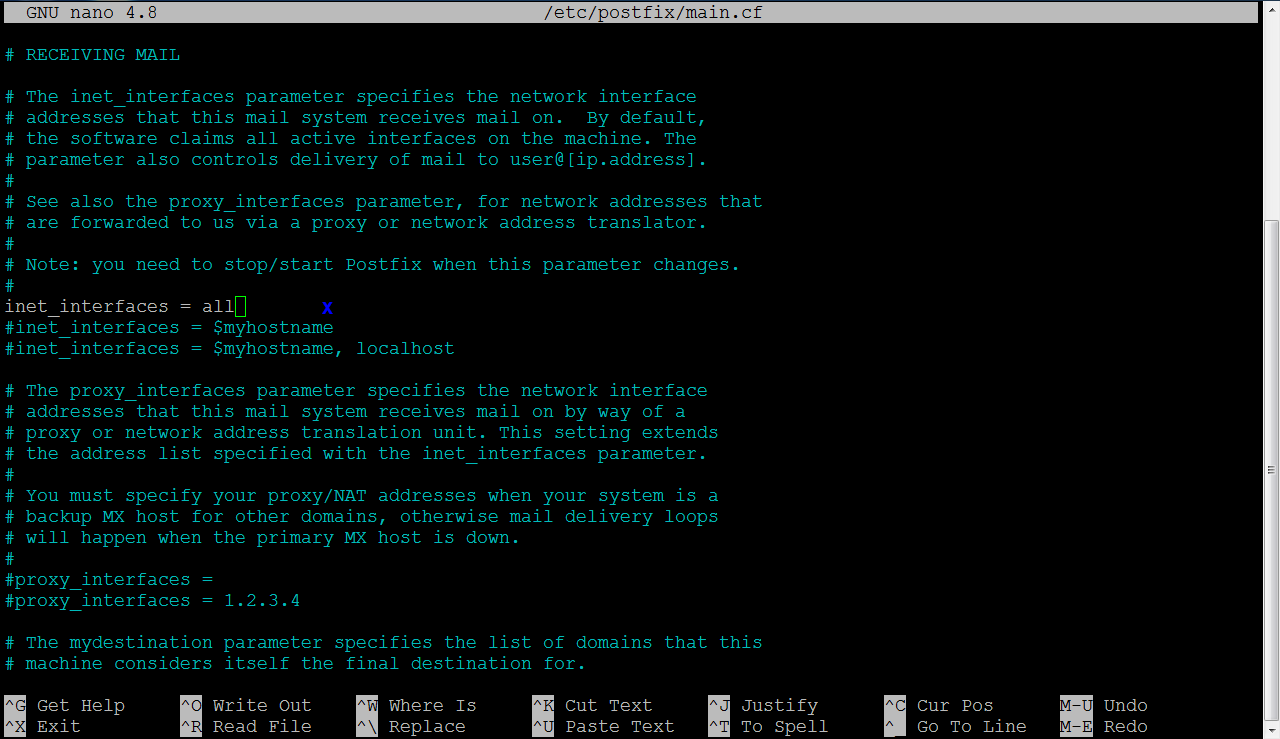 GNU nano 4.8 /etc/postfix/main.cf
# RECEIVING MAIL
# The inet_interfaces parameter specifies the network interface
# addresses that this mail system receives mail on.  By default,
# the software claims all active interfaces on the machine. The
# parameter also controls delivery of mail to user@[ip.address].
#
# See also the proxy_interfaces parameter, for network addresses that
# are forwarded to us via a proxy or network address translator.
#
# Note: you need to stop/start Postfix when this parameter changes.
#
inet_interfaces = all x
#inet_interfaces = $myhostname
#inet_interfaces = $myhostname, localhost
# The proxy_interfaces parameter specifies the network interface
# addresses that this mail system receives mail on by way of a
# proxy or network address translation unit. This setting extends
# the address list specified with the inet_interfaces parameter.
#
# You must specify your proxy/NAT addresses when your system is a
# backup MX host for other domains, otherwise mail delivery loops
# will happen when the primary MX host is down.
#
#proxy_interfaces =
#proxy_interfaces = 1.2.3.4
# The mydestination parameter specifies the list of domains that this
# machine considers itself the final destination for.
^G Get Help ^O Write Out ^W Where Is ^K Cut Text ^J Justify ^C Cur Pos M-U Undo
^X Exit ^R Read File ^\ Replace ^U Paste Text ^T To Spell ^_ Go To Line M-E Redo